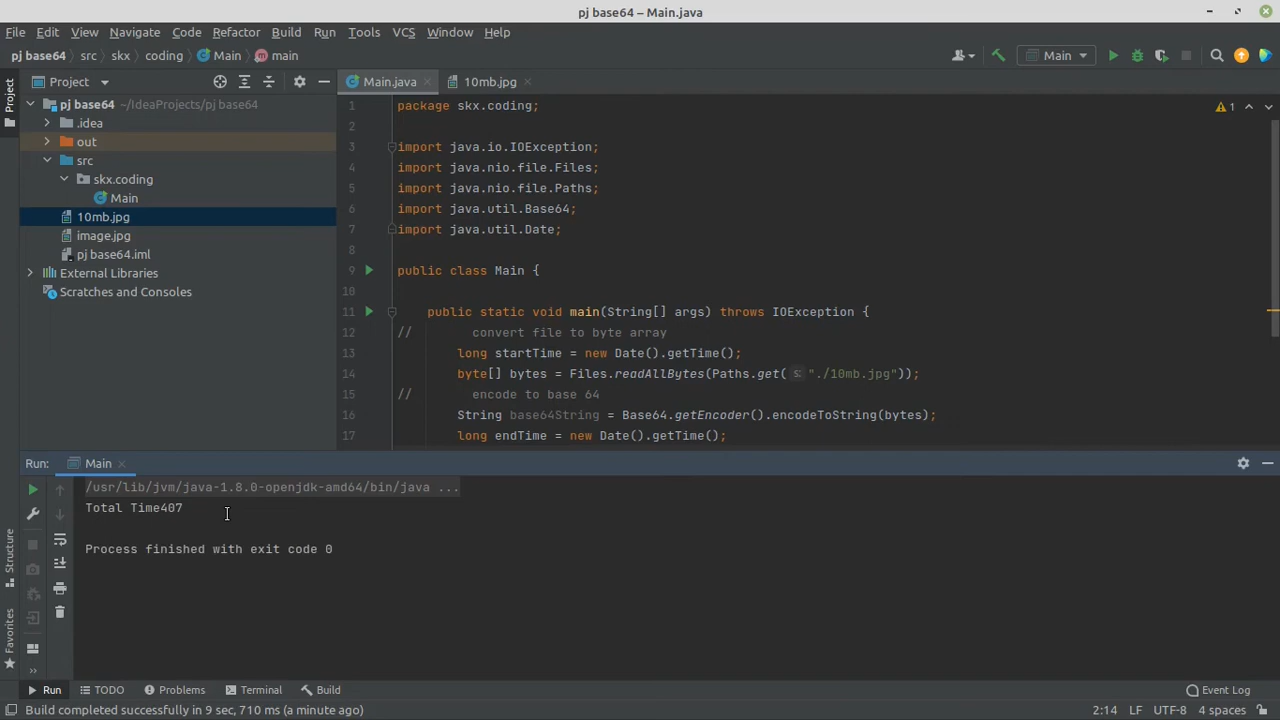 pj base64 – Main.java
File Edit View Navigate Code Refactor Build Run Tools VCS Window Help
pj base64 src skx coding Main main
Main
Project
Main.java
10mb.jpg
Project
pj base64 ~/IdeaProjects/pj base64
.idea
out
src
skx.coding
Main
10mb.jpg
image.jpg
pj base64.iml
External Libraries
Scratches and Consoles
1 package skx.coding;
2
3 import java.io.IOException;
4 import java.nio.file.Files;
5 import java.nio.file.Paths;
6 import java.util.Base64;
7 import java.util.Date;
8
9 public class Main {
10
11 public static void main(String[] args) throws IOException {
12 // convert file to byte array
13 long startTime = new Date().getTime();
14 byte[] bytes = Files.readAllBytes(Paths.get( s: "./10mb.jpg"));
15 // encode to base 64
16 String base64String = Base64.getEncoder().encodeToString(bytes);
17 long endTime = new Date().getTime();
1
Run: Main
/usr/lib/jvm/java-1.8.0-openjdk-amd64/bin/java ...
Total Time407
Process finished with exit code 0
Structure
Favorites
Run TODO Problems Terminal Build Event Log
Build completed successfully in 9 sec, 710 ms (a minute ago)
2:14 LF UTF-8 4 spaces